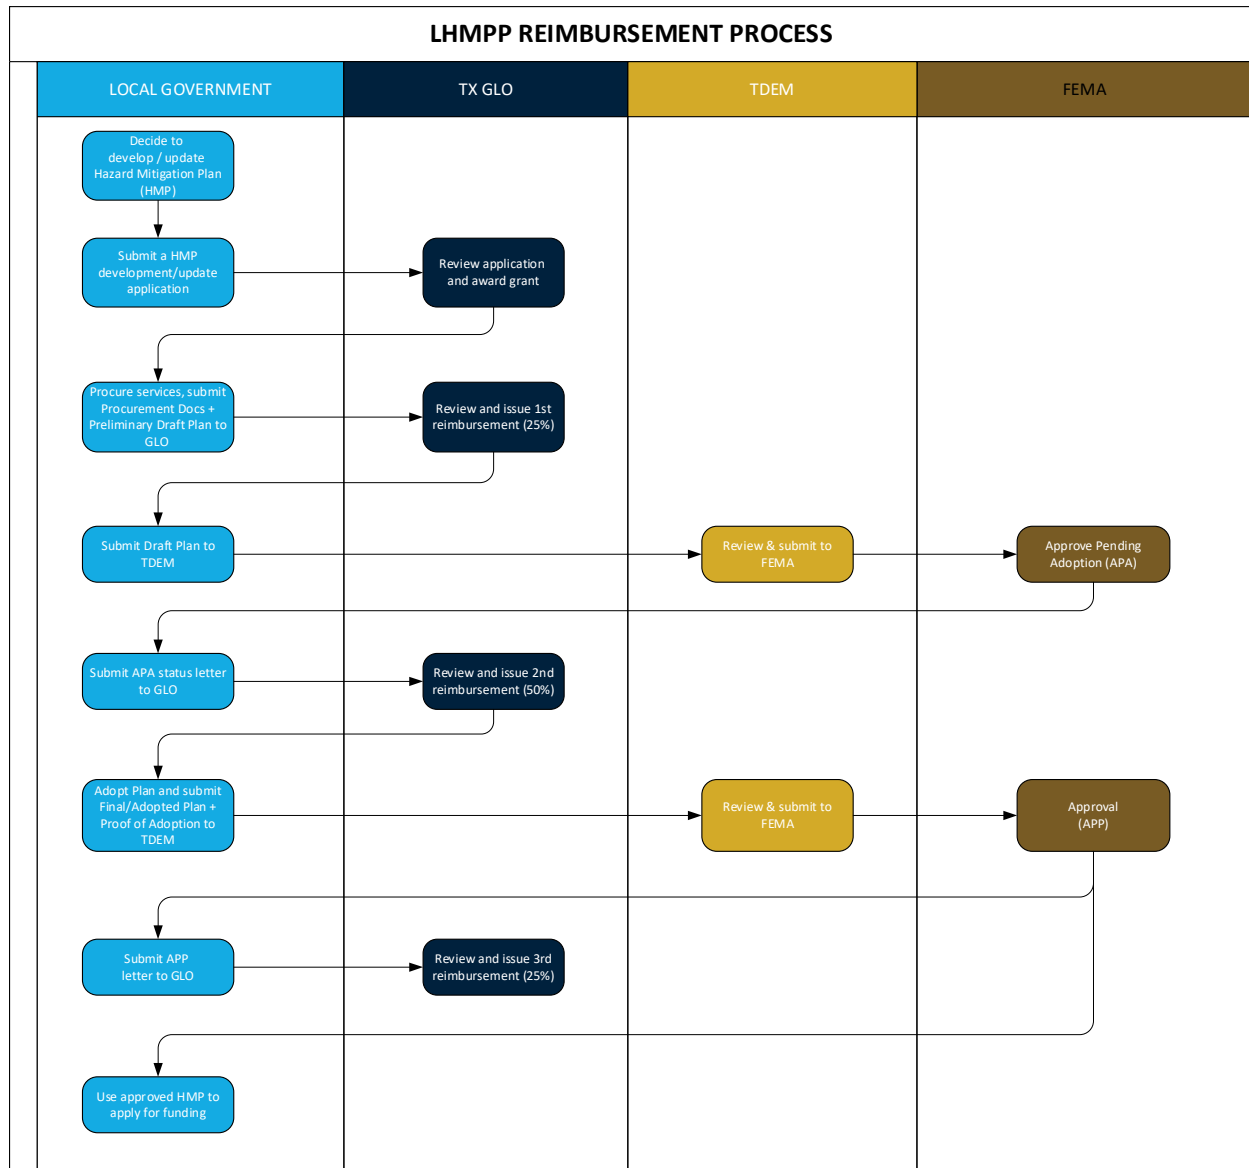 LHMPP REIMBURSEMENT PROCESS
LOCAL GOVERNMENT
TX GLO
TDEM
FEMA
Decide to
develop / update
Hazard Mitigation Plan
(HMP)
Submit a HMP
development/update
application
Review application
and award grant
Procure services, submit
Procurement Docs +
Preliminary Draft Plan to
GLO
Review and issue 1st
reimbursement (25%)
Submit Draft Plan to
TDEM
Review & submit to
FEMA
Approve Pending
Adoption (APA)
Submit APA status letter
to GLO
Review and issue 2nd
reimbursement (50%)
Adopt Plan and submit
Final/Adopted Plan +
Proof of Adoption to
TDEM
Review & submit to
FEMA
Approval
(APP)
Submit APP
letter to GLO
Review and issue 3rd
reimbursement (25%)
Use approved HMP to
apply for funding